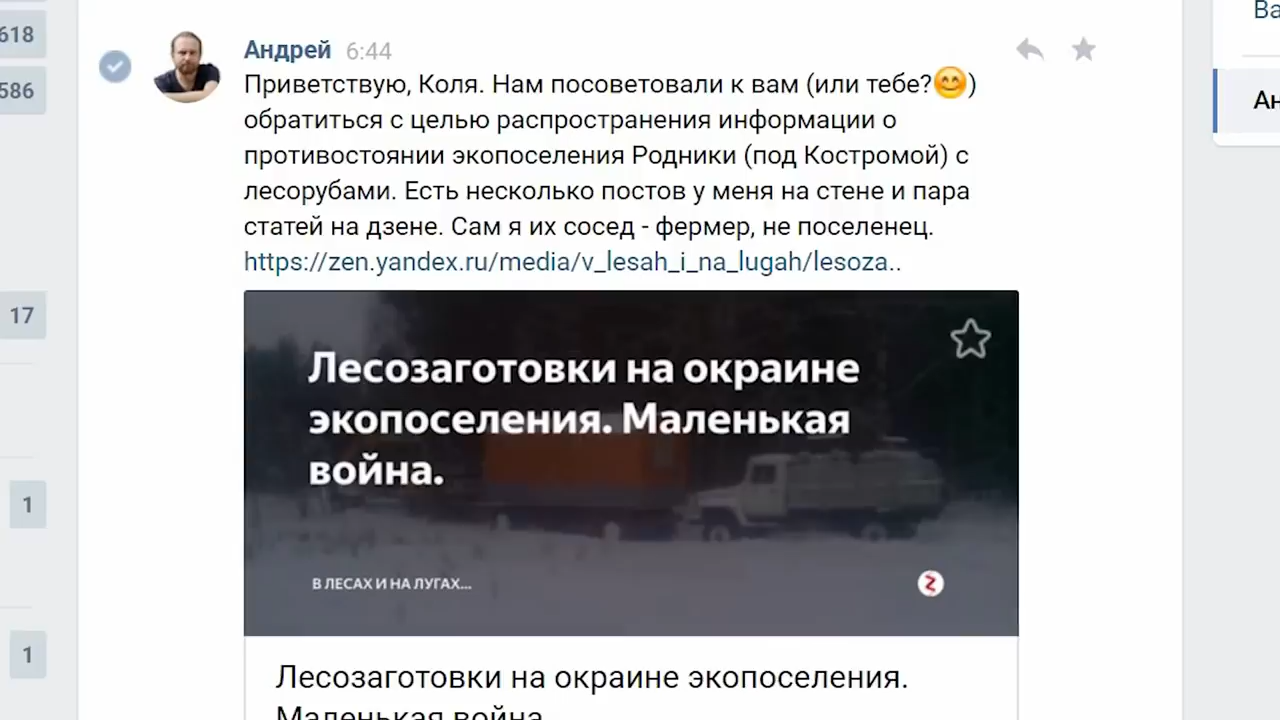 618
586
17
1
1
Андрей 6:44
Приветствую, Коля. Нам посоветовали к вам (или тебе?😊)
обратиться с целью распространения информации о
противостоянии экопоселения Родники (под Костромой) с
лесорубами. Есть несколько постов у меня на стене и пара
статей на дзене. Сам я их сосед - фермер, не поселенец.
https://zen.yandex.ru/media/v_lesah_i_na_lugah/lesoza..
Лесозаготовки на окраине
экопоселения. Маленькая
война.
В ЛЕСАХ И НА ЛУГАХ...
Лесозаготовки на окраине экопоселения.
Маленькая война.
Ва
Ан